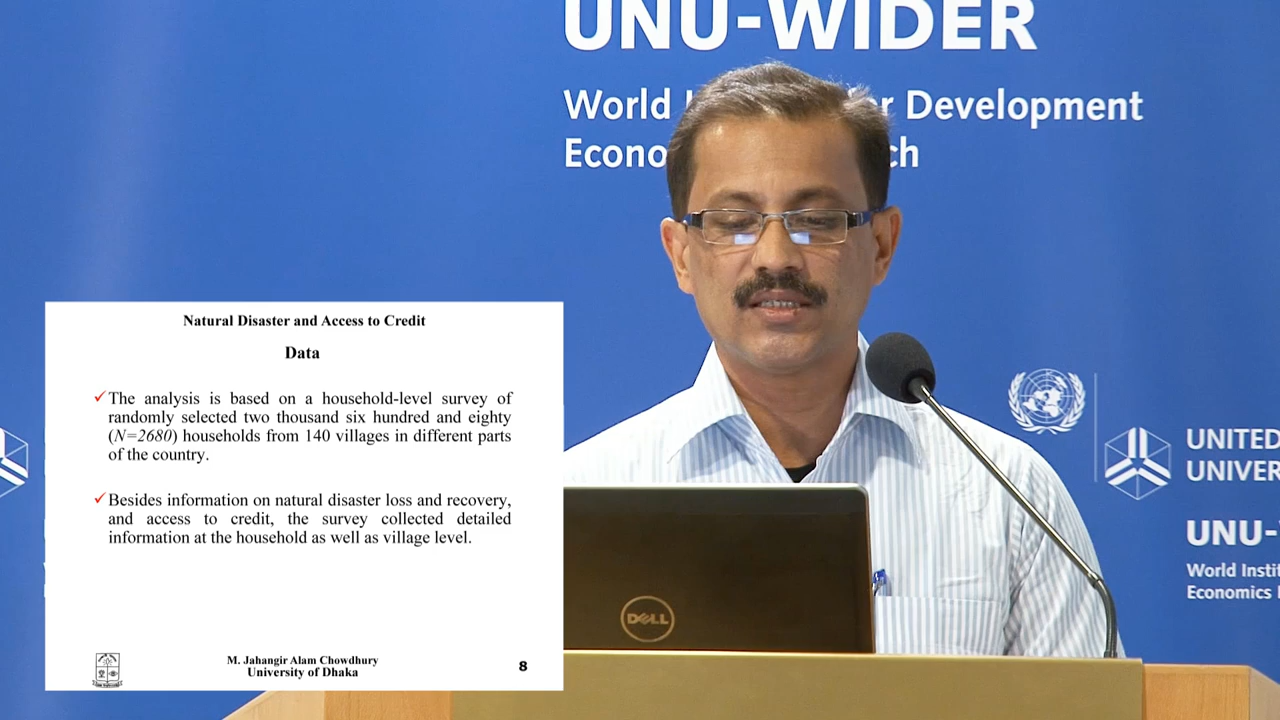 UNU-WIDER
World
r Development
Econo
ch
Natural Disaster and Access to Credit
Data
The analysis is based on a household-level survey of
randomly selected two thousand six hundred and eighty
(N=2680) households from 140 villages in different parts
of the country.
Besides information on natural disaster loss and recovery,
and access to credit, the survey collected detailed
information at the household as well as village level.
M. Jahangir Alam Chowdhury
University of Dhaka
8
DELL
UNITED
UNIVER
UNU-
World Instit
Economics